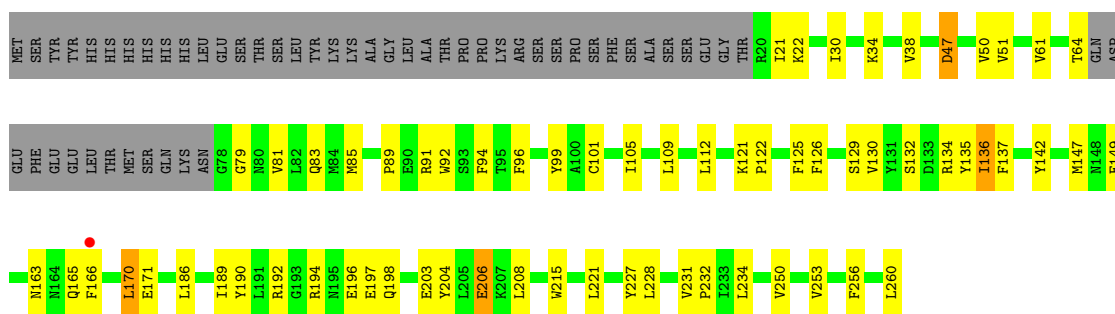 MET SER TYR TYR HIS HIS HIS HIS HIS HIS HIS LEU GLU SER THR SER LEU TYR LYS LYS ALA GLY LEU ALA THR PRO PRO LYS ARG SER SER PRO SER PHE SER ALA SER SER GLU GLY THR R20 I21 K22 I30 K34 V38 D47 V50 V51 V61 T64 GLN ASP
GLU PHE GLU GLU LEU THR MET SER GLN LYS ASN G78 G79 N80 V81 L82 Q83 M84 M85 P89 E90 R91 W92 S93 F94 T95 F96 Y99 A100 C101 I105 L109 L112 K121 P122 F125 F126 S129 V130 Y131 S132 D133 R134 Y135 I136 F137 Y142 M147 N148
N163 N164 Q165 F166 L170 E171 L186 I189 Y190 L191 R192 G193 R194 N195 E196 E197 Q198 E203 Y204 L205 E206 K207 L208 W215 L221 Y227 L228 V231 P232 I233 L234 V250 V253 F256 L260